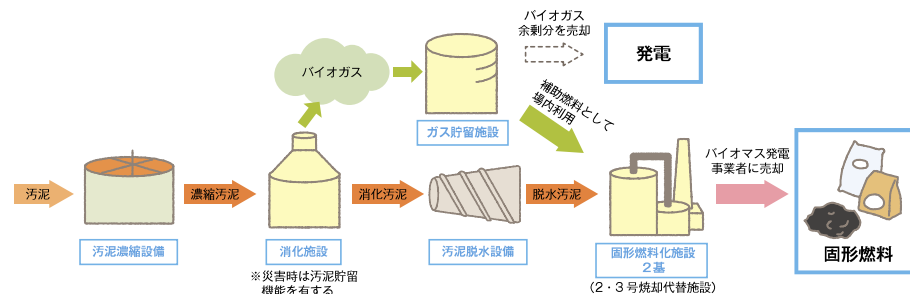 バイオガス
余剰分を売却
発電
バイオガス
ガス貯留施設
補助燃料として
場内利用
バイオマス発電
事業者に売却
汚泥
濃縮汚泥
消化汚泥
脱水汚泥
汚泥濃縮設備
消化施設
※災害時は汚泥貯留
機能を有する
汚泥脱水設備
固形燃料化施設
2基
（2・3号焼却代替施設）
固形燃料